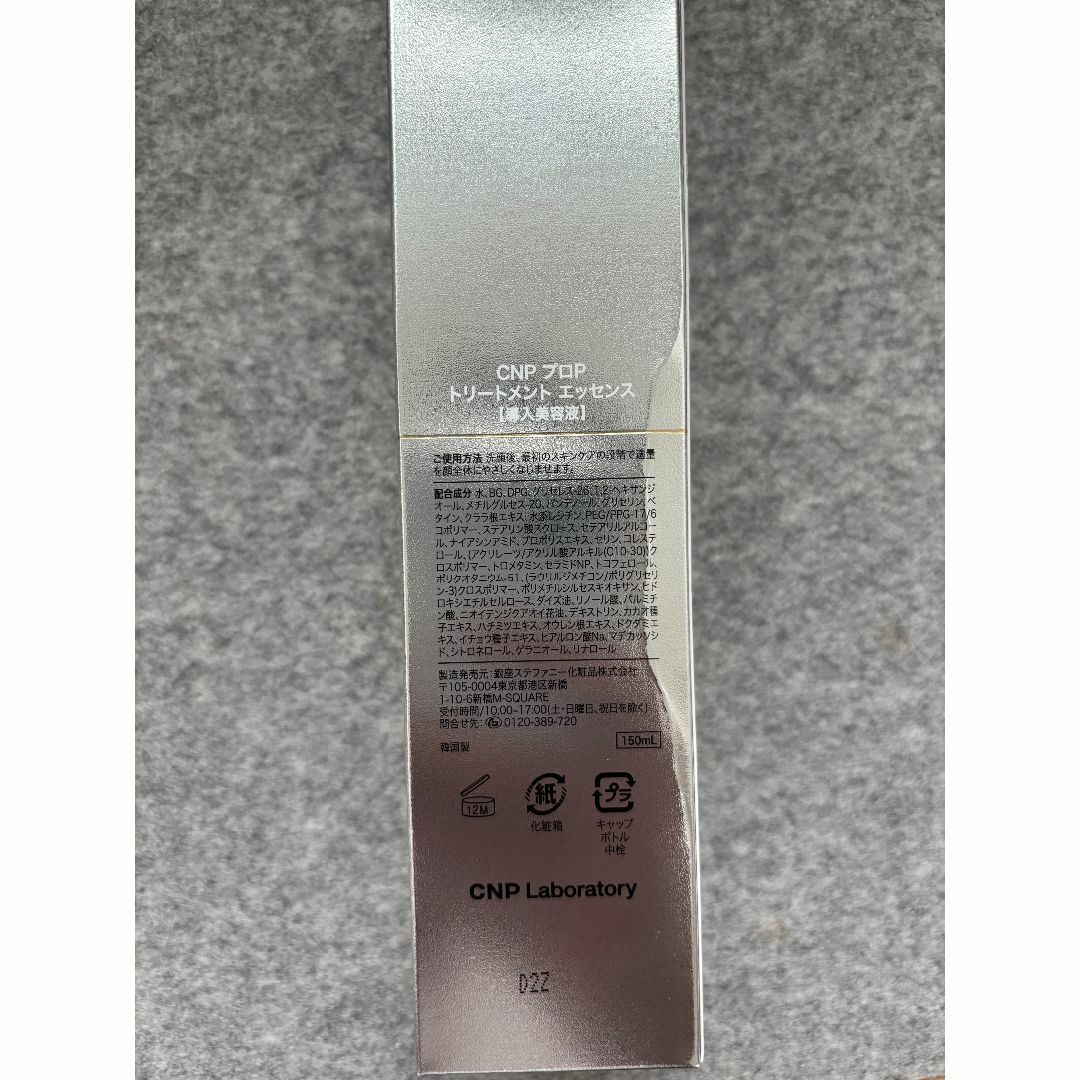 CNP プロP
トリートメント エッセンス
【導入美容液】
ご使用方法 洗顔後、最初のスキンケアの段階で適量
を顔全体にやさしくなじませます。
配合成分 水、BG、DPG、グリセレス-26、1,2-ヘキサンジ
オール、メチルグルセス-20、パンテノール、グリセリン、ベ
タイン、クララ根エキス、水添レシチン、PEG/PPG-17/6
コポリマー、ステアリン酸スクロース、セテアリルアルコー
ル、ナイアシンアミド、プロポリスエキス、セリン、コレステ
ロール、(アクリレーツ/アクリル酸アルキル(C10-30))ク
ロスポリマー、トロメタミン、セラミドNP、トコフェロール、
ポリクオタニウム-51、(ラウリルジメチコン/ポリグリセリ
ン-3)クロスポリマー、ポリメチルシルセスキオキサン、ヒド
ロキシエチルセルロース、ダイズ油、リノール酸、パルミチ
ン酸、ニオイテンジクアオイ花油、デキストリン、カカオ種
子エキス、ハチミツエキス、オウレン根エキス、ドクダミエ
キス、イチョウ種子エキス、ヒアルロン酸Na、マデカッソシ
ド、シトロネロール、ゲラニオール、リナロール
製造発売元：銀座ステファニー化粧品株式会社
〒105-0004東京都港区新橋
1-10-6新橋M-SQUARE
受付時間/10:00~17:00(土・日曜日、祝日を除く)
問合せ先： 0120-389-720
韓国製 150mL
12M 紙 プラ
化粧箱 キャップ
ボトル
中栓
CNP Laboratory
D2Z